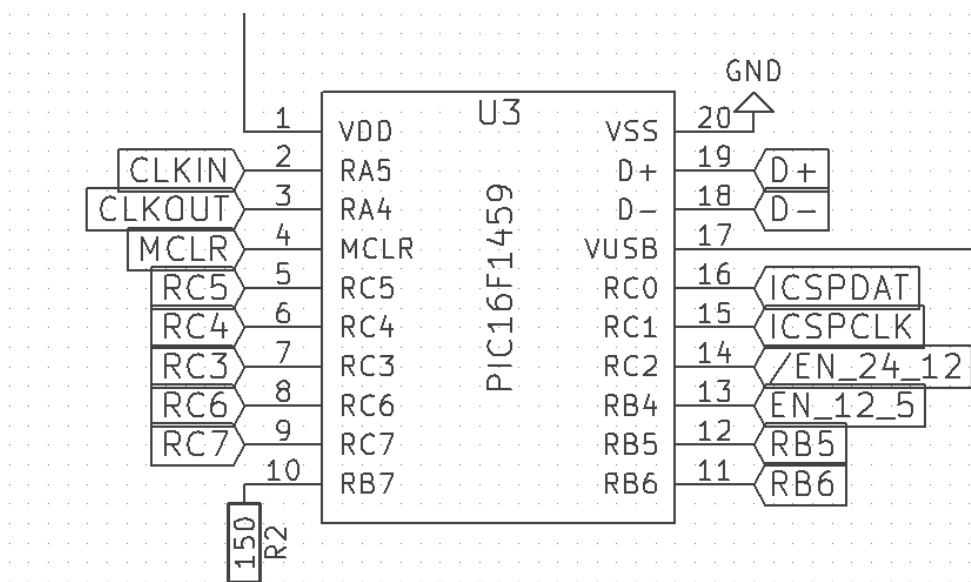 GND
U3
1 VDD VSS 20
CLKIN 2 RA5 D+ 19 D+
CLKOUT 3 RA4 D- 18 D-
MCLR 4 MCLR VUSB 17
RC5 5 RC5 RC0 16 ICSPDAT
RC4 6 RC4 RC1 15 ICSPCLK
RC3 7 RC3 RC2 14 /EN_24_12
RC6 8 RC6 RB4 13 EN_12_5
RC7 9 RC7 RB5 12 RB5
10 RB7 RB6 11 RB6
PIC16F1459
150
R2